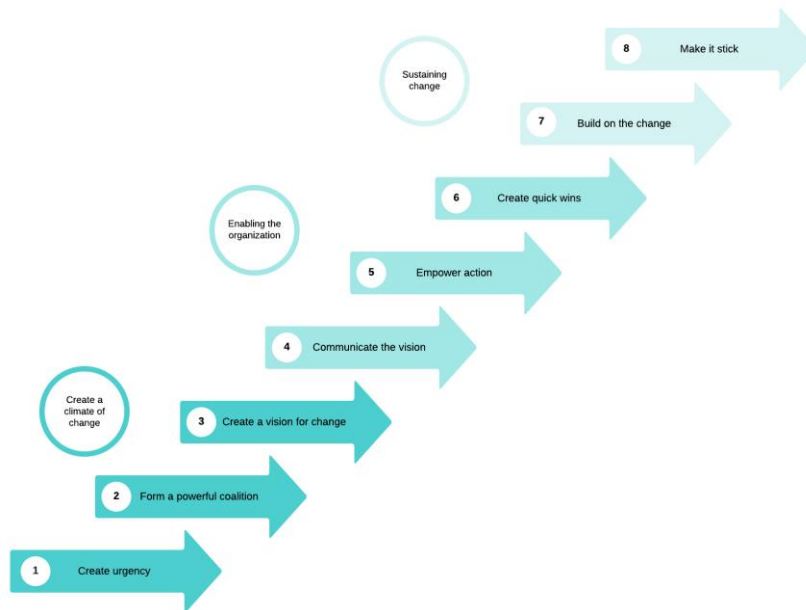 8 Make it stick
Sustaining
change
7 Build on the change
6 Create quick wins
Enabling the
organization
5 Empower action
4 Communicate the vision
Create a
climate of
change
3 Create a vision for change
2 Form a powerful coalition
1 Create urgency